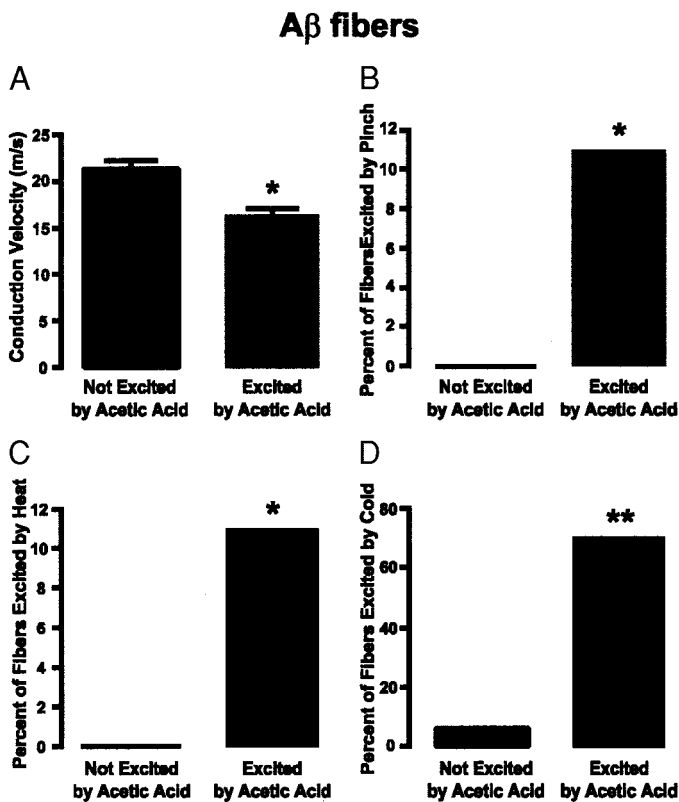 Aβ fibers
A
Conduction Velocity (m/s)
25
20
15
10
5
0
*
Not Excited
by Acetic Acid
Excited
by Acetic Acid
B
Percent of FibersExcited by Pinch
12
10
8
6
4
2
0
*
Not Excited
by Acetic Acid
Excited
by Acetic Acid
C
Percent of Fibers Excited by Heat
12
10
8
6
4
2
0
*
Not Excited
by Acetic Acid
Excited
by Acetic Acid
D
Percent of Fibers Excited by Cold
80
60
40
20
0
**
Not Excited
by Acetic Acid
Excited
by Acetic Acid